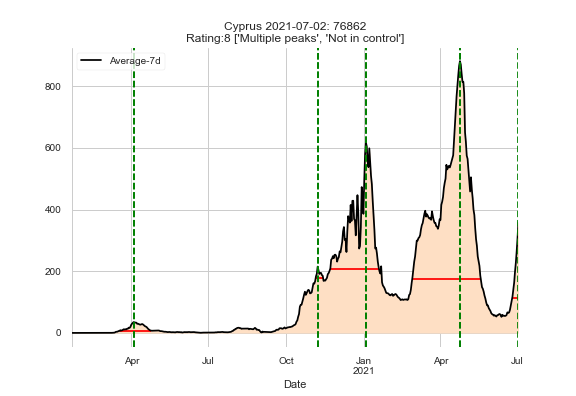 Cyprus 2021-07-02: 76862
Rating:8 ['Multiple peaks', 'Not in control']
Average-7d
800
600
400
200
0
Apr Jul Oct Jan Apr Jul
2021
Date